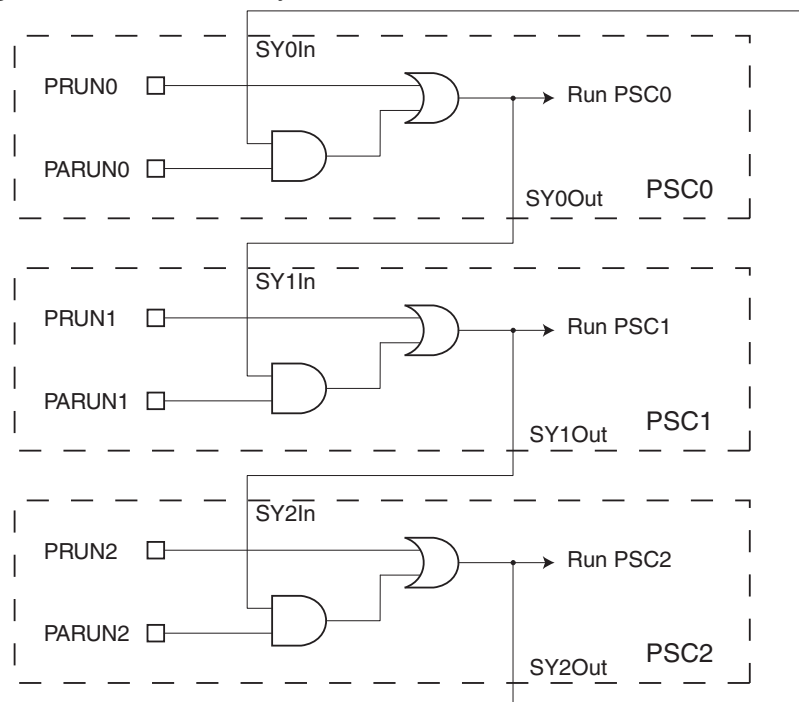 SY0In
PRUN0
Run PSC0
PARUN0
PSC0
SY0Out
SY1In
PRUN1
Run PSC1
PARUN1
PSC1
SY1Out
SY2In
PRUN2
Run PSC2
PARUN2
PSC2
SY2Out